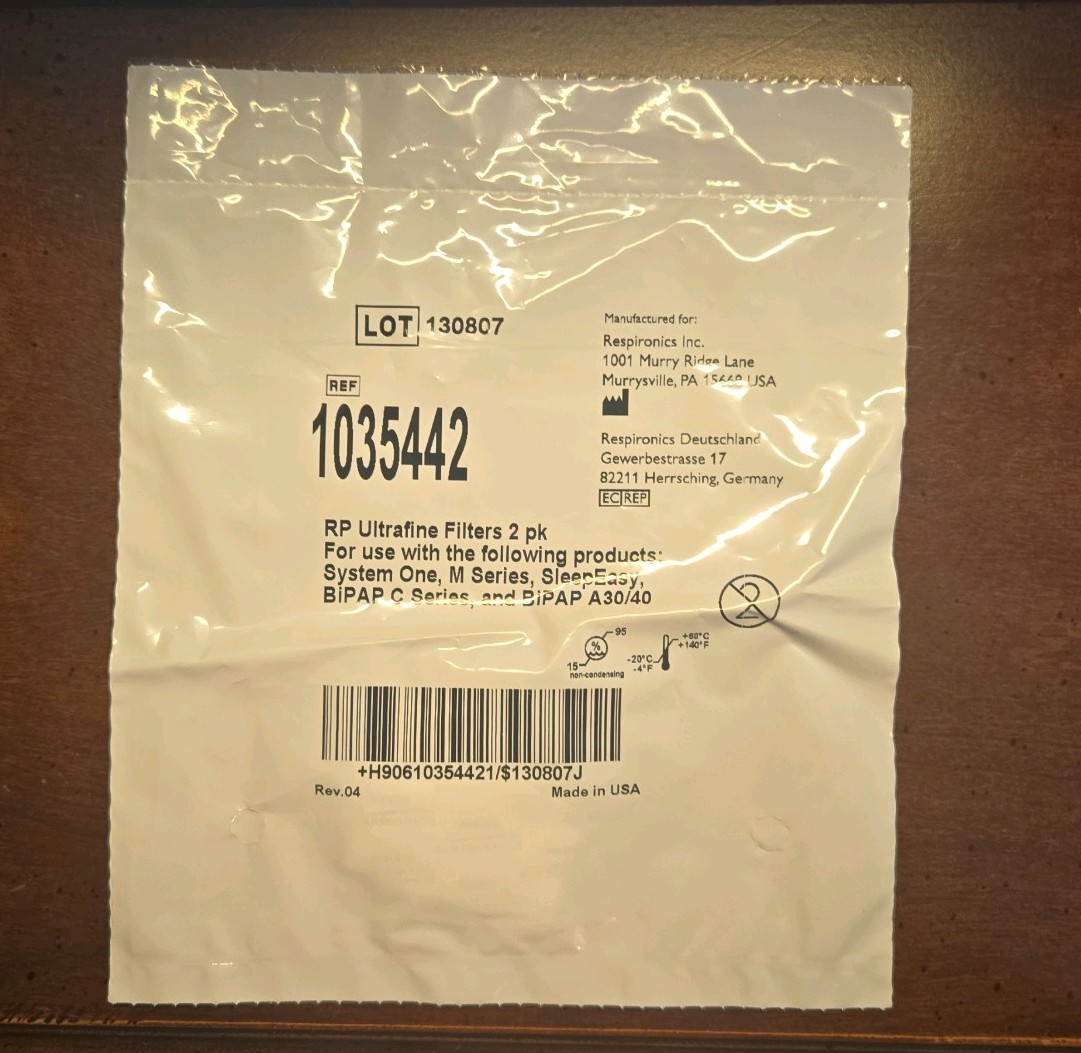 LOT 130807
REF
1035442
Manufactured for:
Respironics Inc.
1001 Murry Ridge Lane
Murrysville, PA USA
Respironics Deutschland
Gewerbestrasse 17
82211 Herrsching, Germany
EC REP
RP Ultrafine Filters 2 pk
For use with the following products:
System One, M Series, SleepEasy,
BiPAP C Series, and BiPAP A30/40
95
%
15
non-condensing
+60°C
+140°F
-20°C
-4°F
+H90610354421/$130807J
Rev.04
Made in USA